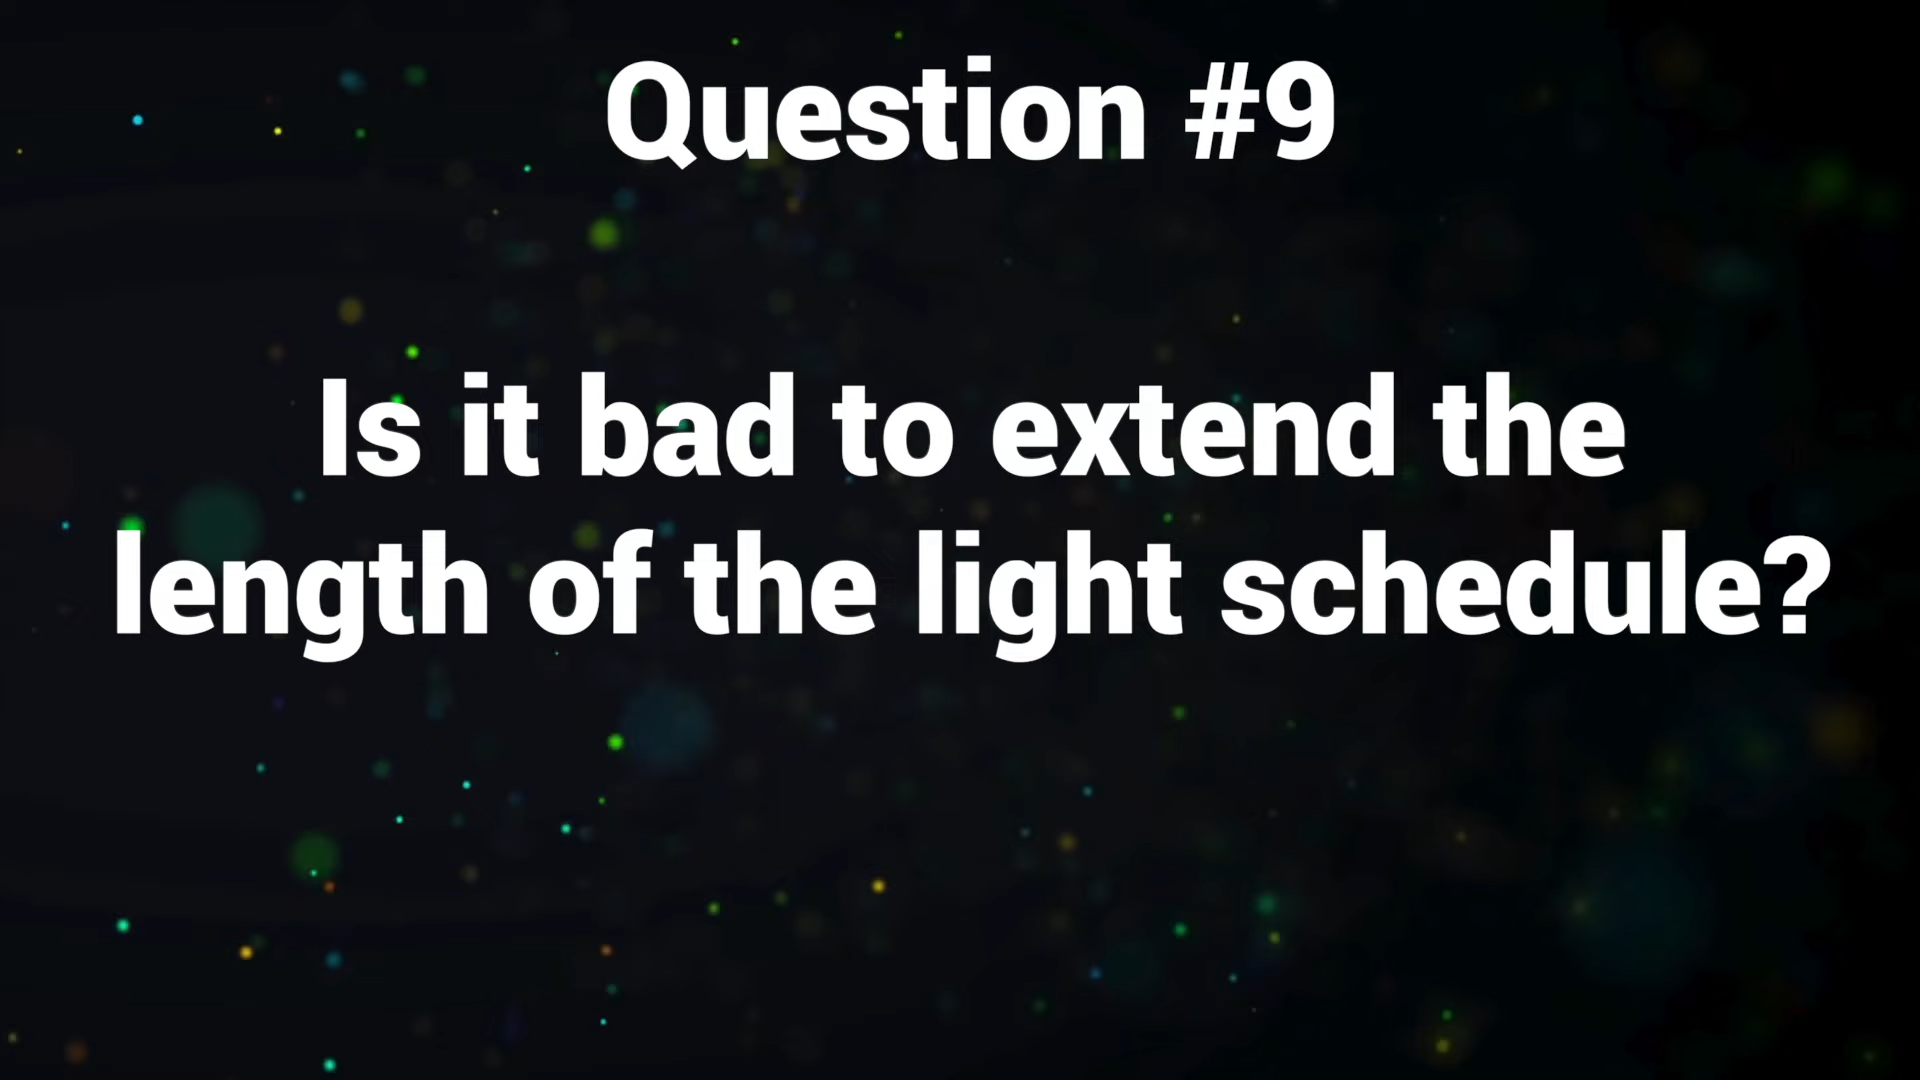 Question #9
Is it bad to extend the
length of the light schedule?